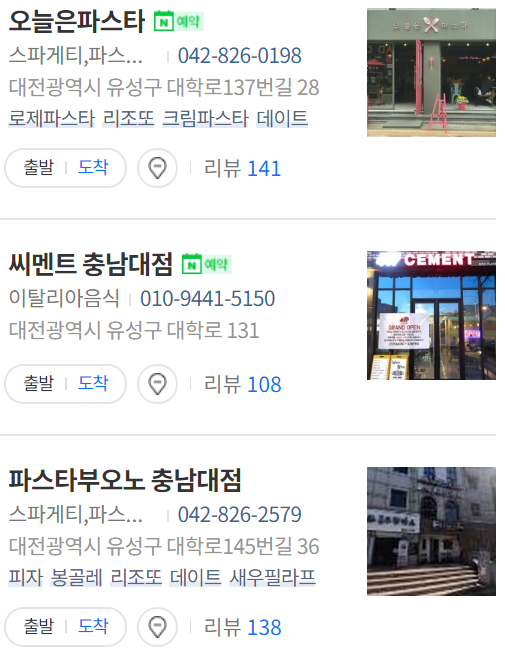 오늘은파스타 N 예약
스파게티,파스... 042-826-0198
대전광역시 유성구 대학로137번길 28
로제파스타 리조또 크림파스타 데이트
출발 도착 리뷰 141
씨멘트 충남대점 N 예약
이탈리아음식 010-9441-5150
대전광역시 유성구 대학로 131
CEMENT
GRAND OPEN
출발 도착 리뷰 108
파스타부오노 충남대점
스파게티,파스... 042-826-2579
대전광역시 유성구 대학로145번길 36
피자 봉골레 리조또 데이트 새우필라프
출발 도착 리뷰 138